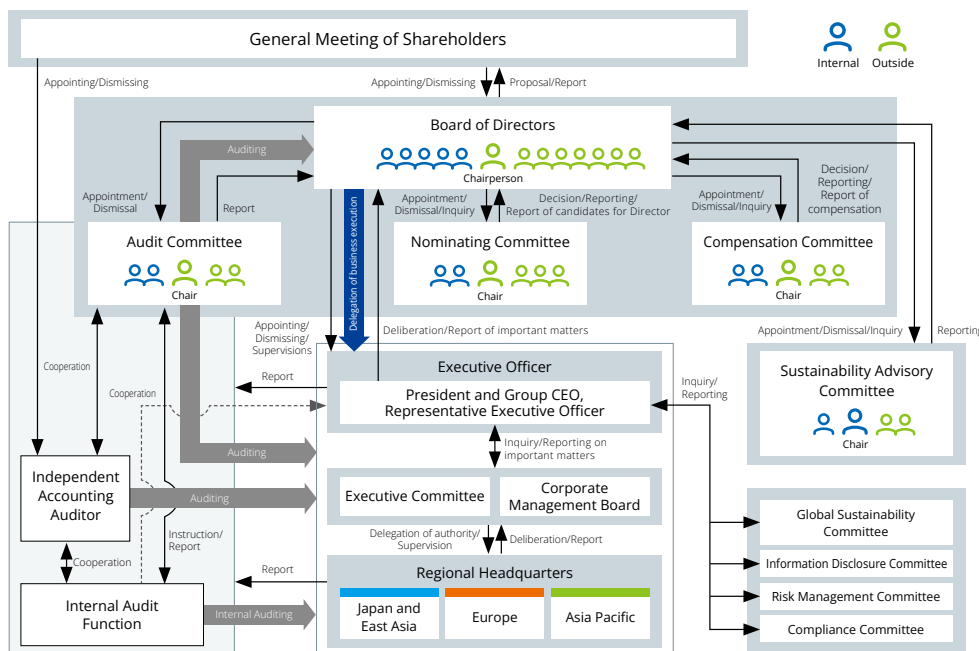 General Meeting of Shareholders
Internal
Outside
Appointing/Dismissing
Appointing/Dismissing
Proposal/Report
Board of Directors
Chairperson
Auditing
Appointment/
Dismissal
Report
Appointment/
Dismissal/Inquiry
Decision/Reporting/
Report of candidates for Director
Appointment/
Dismissal/Inquiry
Decision/
Reporting/
Report of
compensation
Delegation of business execution
Audit Committee
Chair
Nominating Committee
Chair
Compensation Committee
Chair
Appointing/
Dismissing/
Supervisions
Deliberation/Report of important matters
Appointment/Dismissal/Inquiry
Reporting
Cooperation
Cooperation
Report
Executive Officer
President and Group CEO,
Representative Executive Officer
Inquiry/
Reporting
Sustainability Advisory
Committee
Chair
Auditing
Inquiry/Reporting on
important matters
Independent
Accounting
Auditor
Auditing
Executive Committee
Corporate
Management Board
Global Sustainability
Committee
Information Disclosure Committee
Risk Management Committee
Compliance Committee
Instruction/
Report
Delegation of authority/
Supervision
Deliberation/Report
Cooperation
Report
Regional Headquarters
Japan and
East Asia
Europe
Asia Pacific
Internal Audit
Function
Internal Auditing